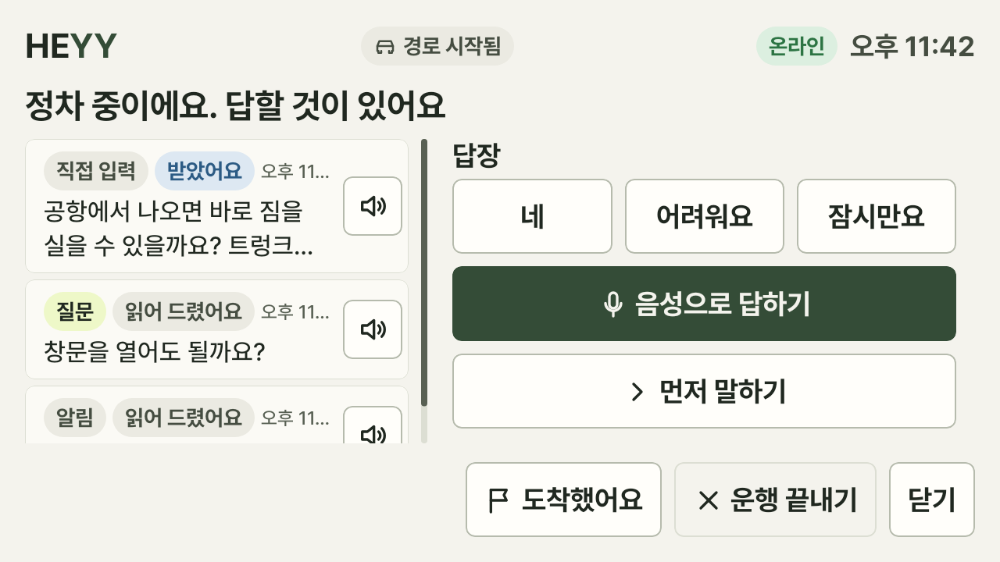 HEYY
경로 시작됨
온라인 오후 11:42
정차 중이에요. 답할 것이 있어요
직접 입력 받았어요 오후 11...
공항에서 나오면 바로 짐을
실을 수 있을까요? 트렁크...
질문 읽어 드렸어요 오후 11...
창문을 열어도 될까요?
알림 읽어 드렸어요 오후 11...
답장
네
어려워요
잠시만요
음성으로 답하기
먼저 말하기
도착했어요
운행 끝내기
닫기